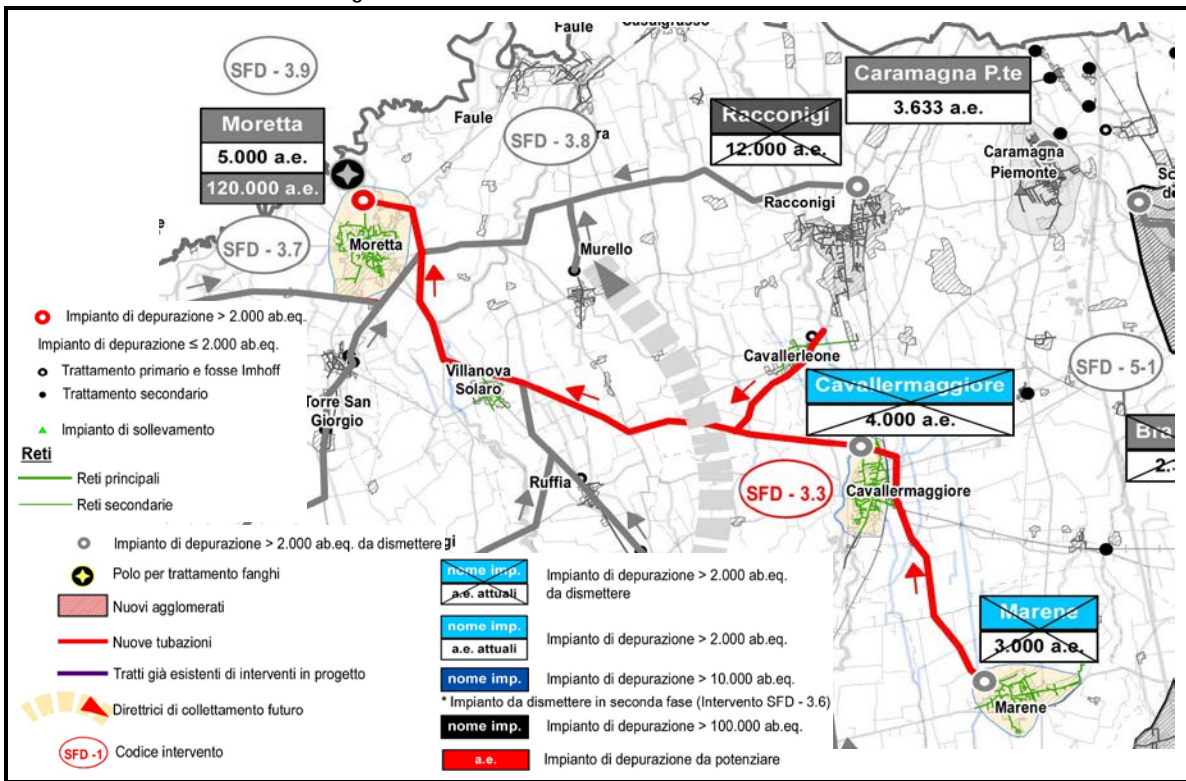 Faule
SFD - 3.9
Caramagna P.te
3.633 a.e.
Moretta
5.000 a.e.
120.000 a.e.
Faule
SFD - 3.8
Racconigi
12.000 a.e.
Caramagna
Piemonte
Racconigi
SFD - 3.7
Moretta
Murello
Impianto di depurazione > 2.000 ab.eq.
Impianto di depurazione ≤ 2.000 ab.eq.
Trattamento primario e fosse Imhoff
Trattamento secondario
Impianto di sollevamento
Reti
Reti principali
Reti secondarie
Villanova
Solaro
Torre San
Giorgio
Cavallerleone
Cavallermaggiore
4.000 a.e.
SFD - 5-1
Bra
Ruffia
SFD - 3.3
Cavallermaggiore
Marene
3.000 a.e.
Marene
Impianto di depurazione > 2.000 ab.eq. da dismettere
Polo per trattamento fanghi
Nuovi agglomerati
Nuove tubazioni
Tratti già esistenti di interventi in progetto
Direttrici di collettamento futuro
SFD -1 Codice intervento
nome imp. Impianto di depurazione > 2.000 ab.eq.
a.e. attuali da dismettere
nome imp. Impianto di depurazione > 2.000 ab.eq.
a.e. attuali
nome imp. Impianto di depurazione > 10.000 ab.eq.
* Impianto da dismettere in seconda fase (Intervento SFD - 3.6)
nome imp. Impianto di depurazione > 100.000 ab.eq.
a.e. Impianto di depurazione da potenziare